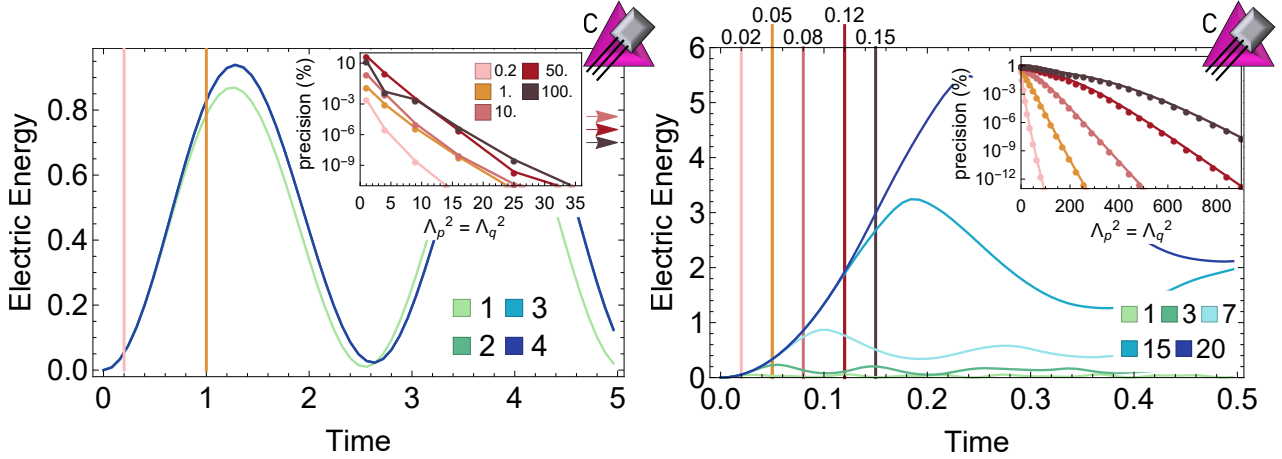 C
Electric Energy
0.8
0.6
0.4
0.2
0.0
0 1 2 3 4 5
Time
1 3
2 4
precision (%)
10
10⁻³
10⁻⁶
10⁻⁹
0 5 10 15 20 25 30 35
Λp² = Λq²
0.2 50.
1. 100.
10.
C
0.02 0.05 0.08 0.12 0.15
Electric Energy
6
5
4
3
2
1
0
0.0 0.1 0.2 0.3 0.4 0.5
Time
1 3 7
15 20
precision (%)
1
10⁻³
10⁻⁶
10⁻⁹
10⁻¹²
0 200 400 600 800
Λp² = Λq²